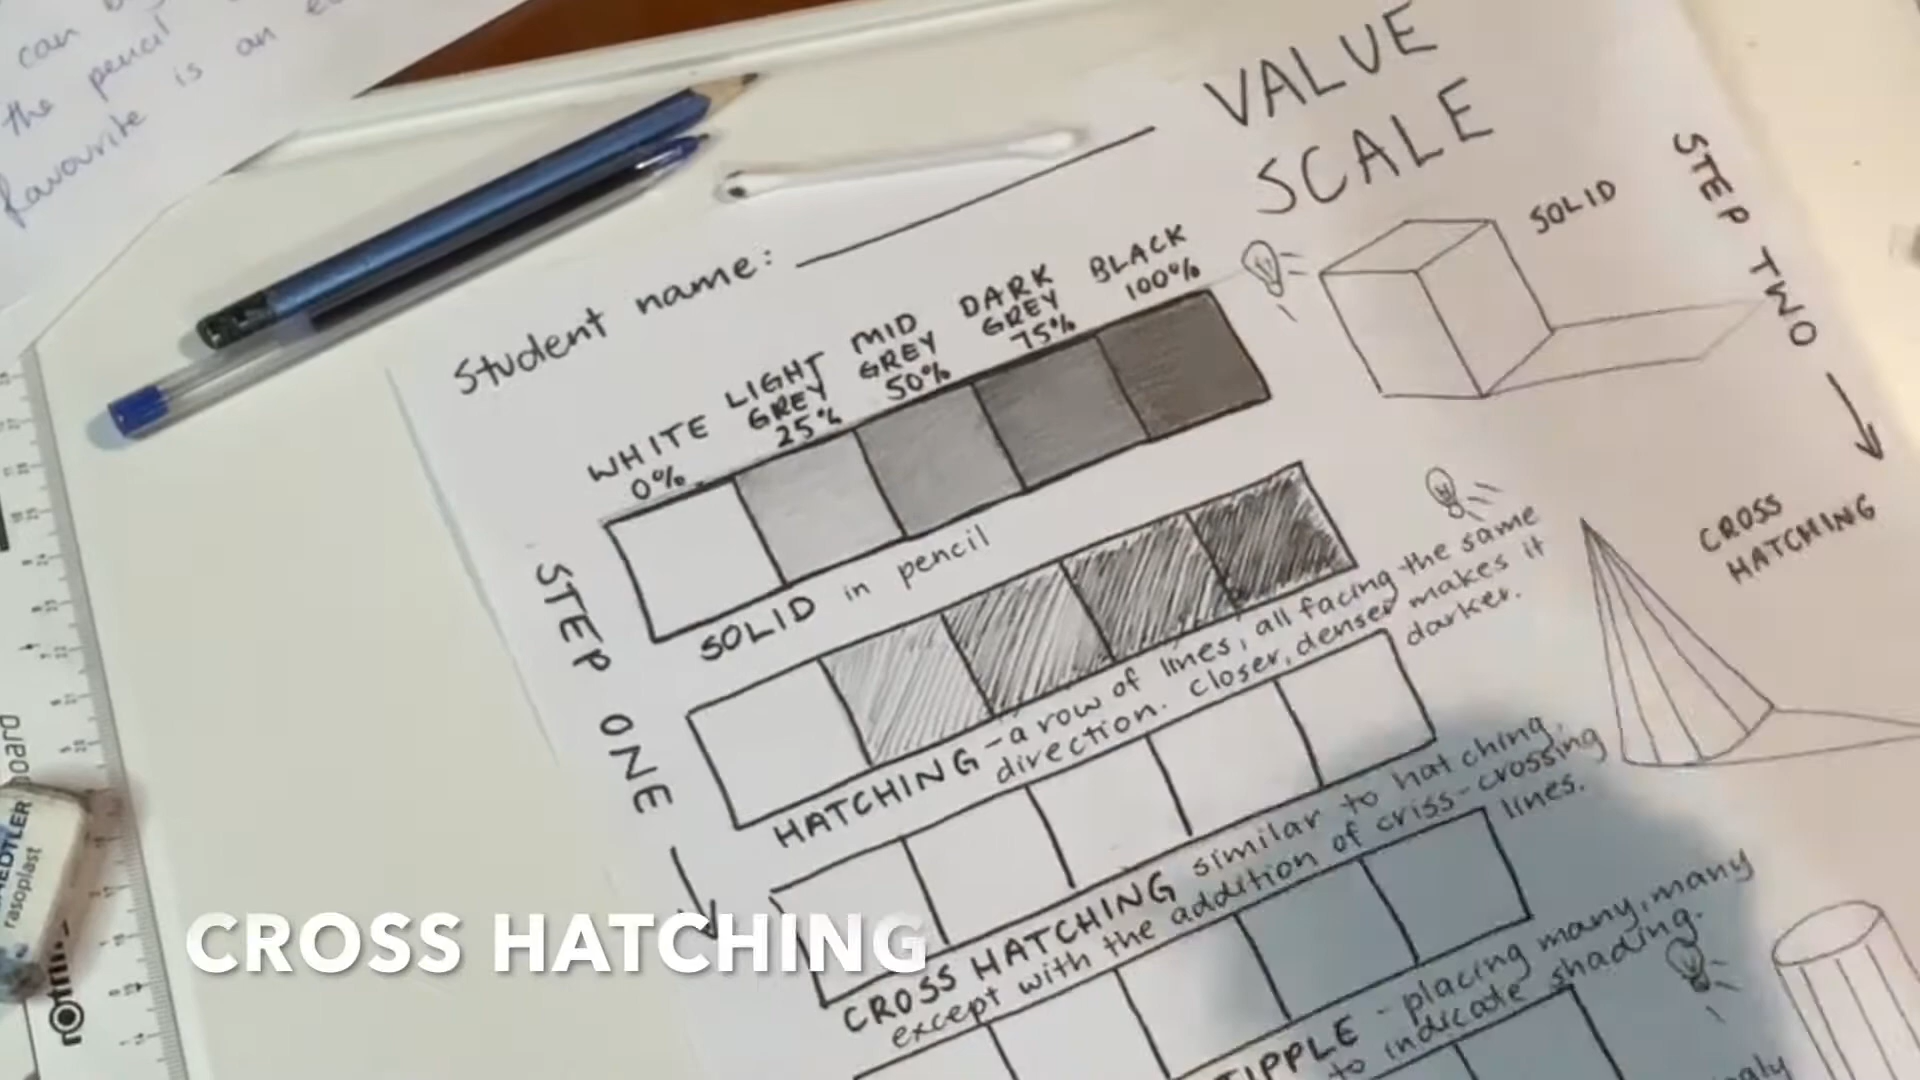 can
the pencil
favourite is an
VALUE
SCALE
Student name:
WHITE
0%
LIGHT
GREY
25%
MID
GREY
50%
DARK
GREY
75%
BLACK
100%
SOLID in pencil
HATCHING - a row of lines, all facing the same
direction. Closer, denser makes it
darker.
CROSS HATCHING similar to hatching,
except with the addition of criss-crossing
lines.
- placing many, many
to indicate shading.
STEP ONE
STEP TWO
SOLID
CROSS
HATCHING
rasoplast
CROSS HATCHING